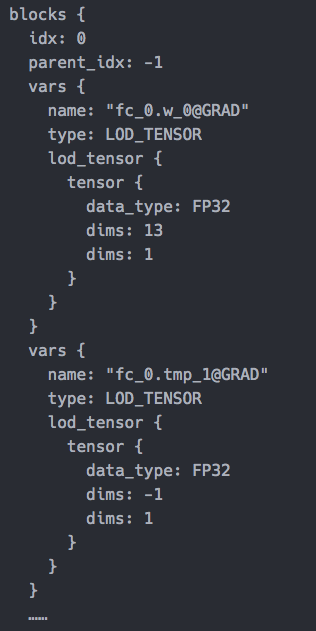 blocks {
  idx: 0
  parent_idx: -1
  vars {
    name: "fc_0.w_0@GRAD"
    type: LOD_TENSOR
    lod_tensor {
      tensor {
        data_type: FP32
        dims: 13
        dims: 1
      }
    }
  }
  vars {
    name: "fc_0.tmp_1@GRAD"
    type: LOD_TENSOR
    lod_tensor {
      tensor {
        data_type: FP32
        dims: -1
        dims: 1
      }
    }
  }
  ……